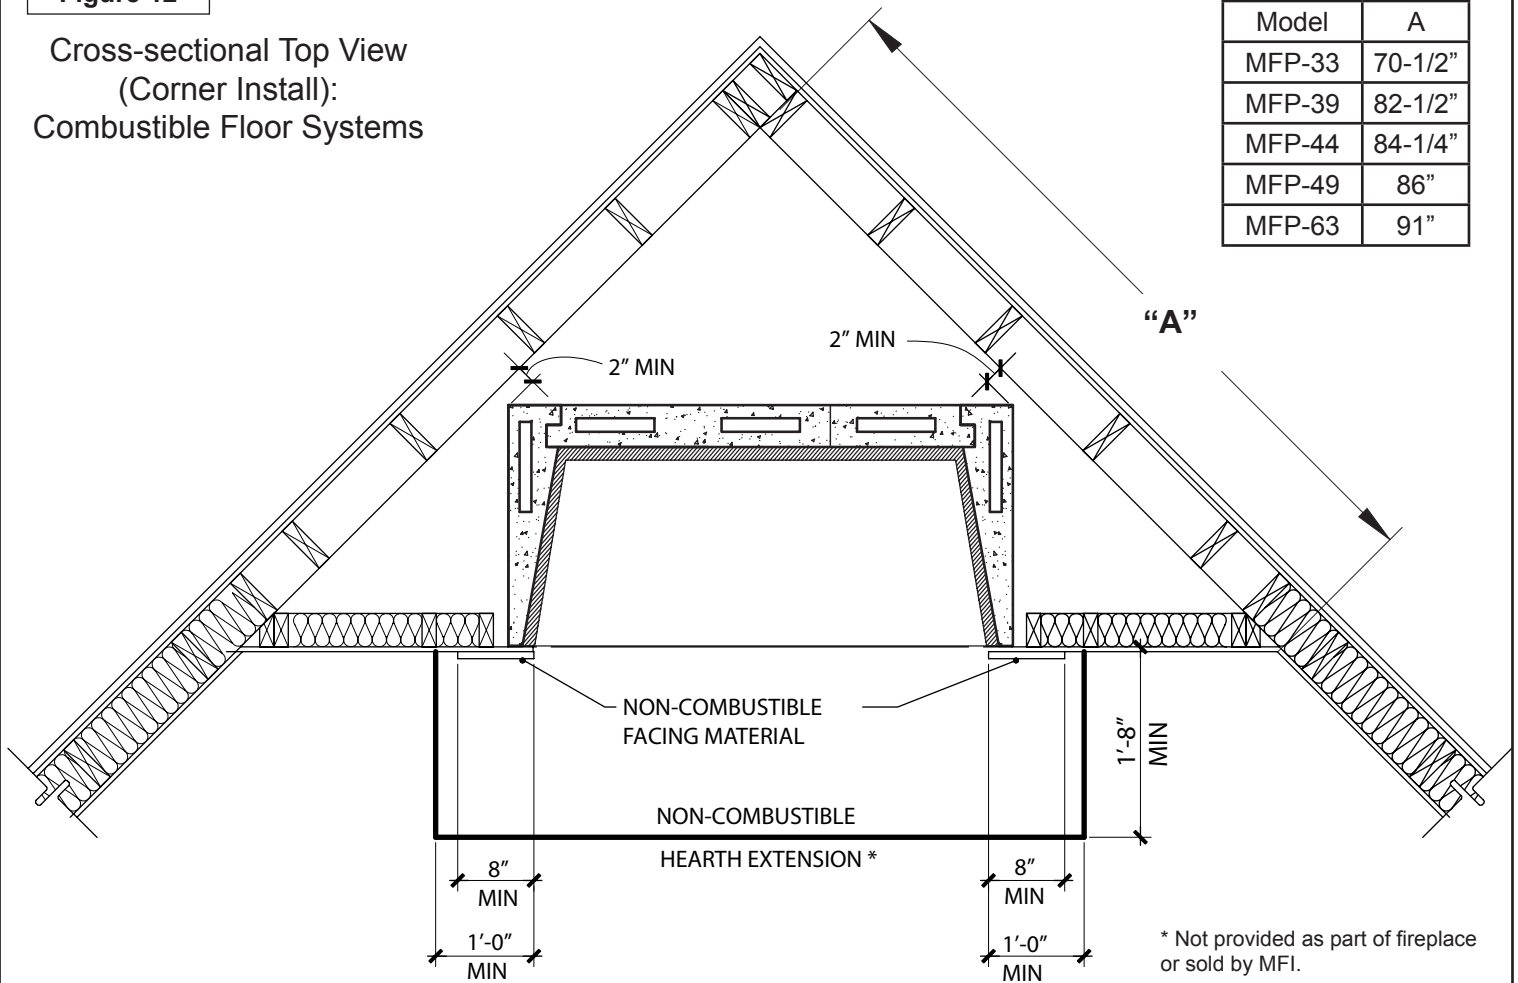 Cross-sectional Top View
(Corner Install):
Combustible Floor Systems
Model A
MFP-33 70-1/2”
MFP-39 82-1/2”
MFP-44 84-1/4”
MFP-49 86”
MFP-63 91”
“A”
2” MIN
2” MIN
NON-COMBUSTIBLE
FACING MATERIAL
1’-8”
MIN
NON-COMBUSTIBLE
HEARTH EXTENSION *
8”
MIN
8”
MIN
1’-0”
MIN
1’-0”
MIN
* Not provided as part of fireplace
or sold by MFI.